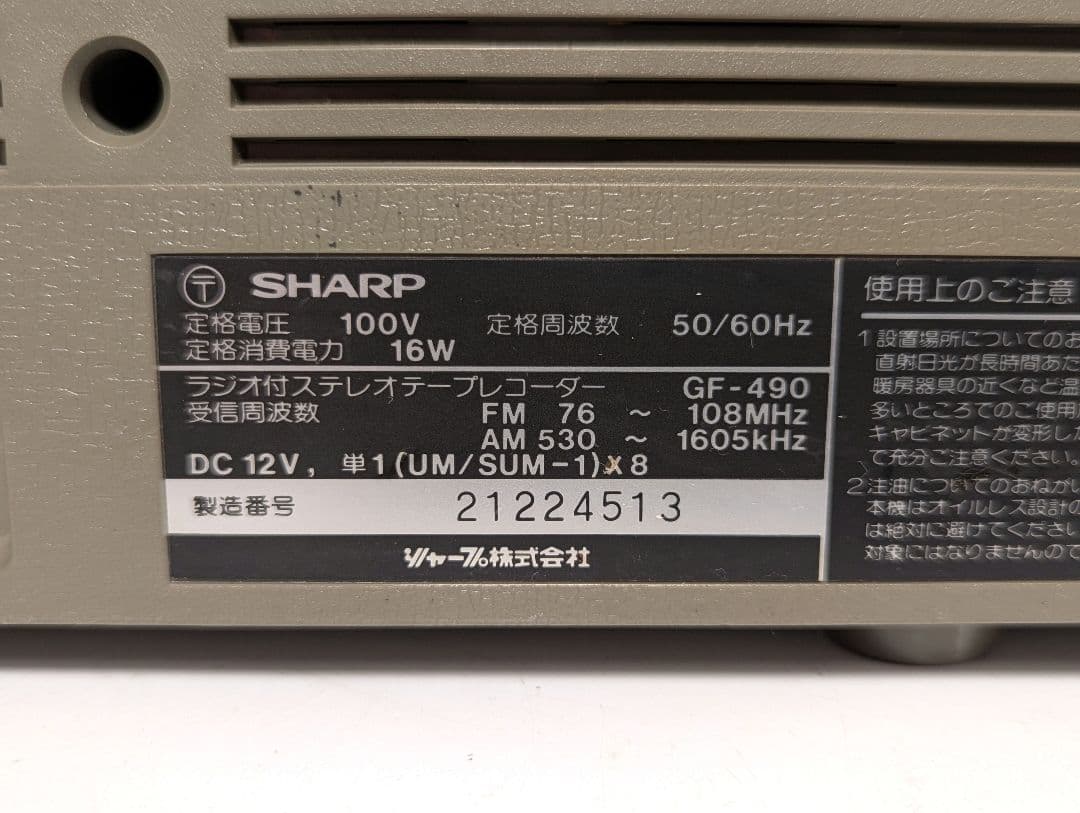 〒 SHARP
定格電圧 100V 定格周波数 50/60Hz
定格消費電力 16W
ラジオ付ステレオテープレコーダー GF-490
受信周波数 FM 76 ~ 108MHz
AM 530 ~ 1605kHz
DC 12V, 単1(UM/SUM-1)×8
製造番号 21224513
シャープ株式会社
使用上のご注意
1 設置場所についてのお
直射日光が長時間あた
暖房器具の近くなど温
多いところでのご使用
キャビネットが変形し
て充分ご注意ください。
2 注油についてのおねがい
本機はオイルレス設計の
は絶対に避けてくださ
対象にはなりませんので